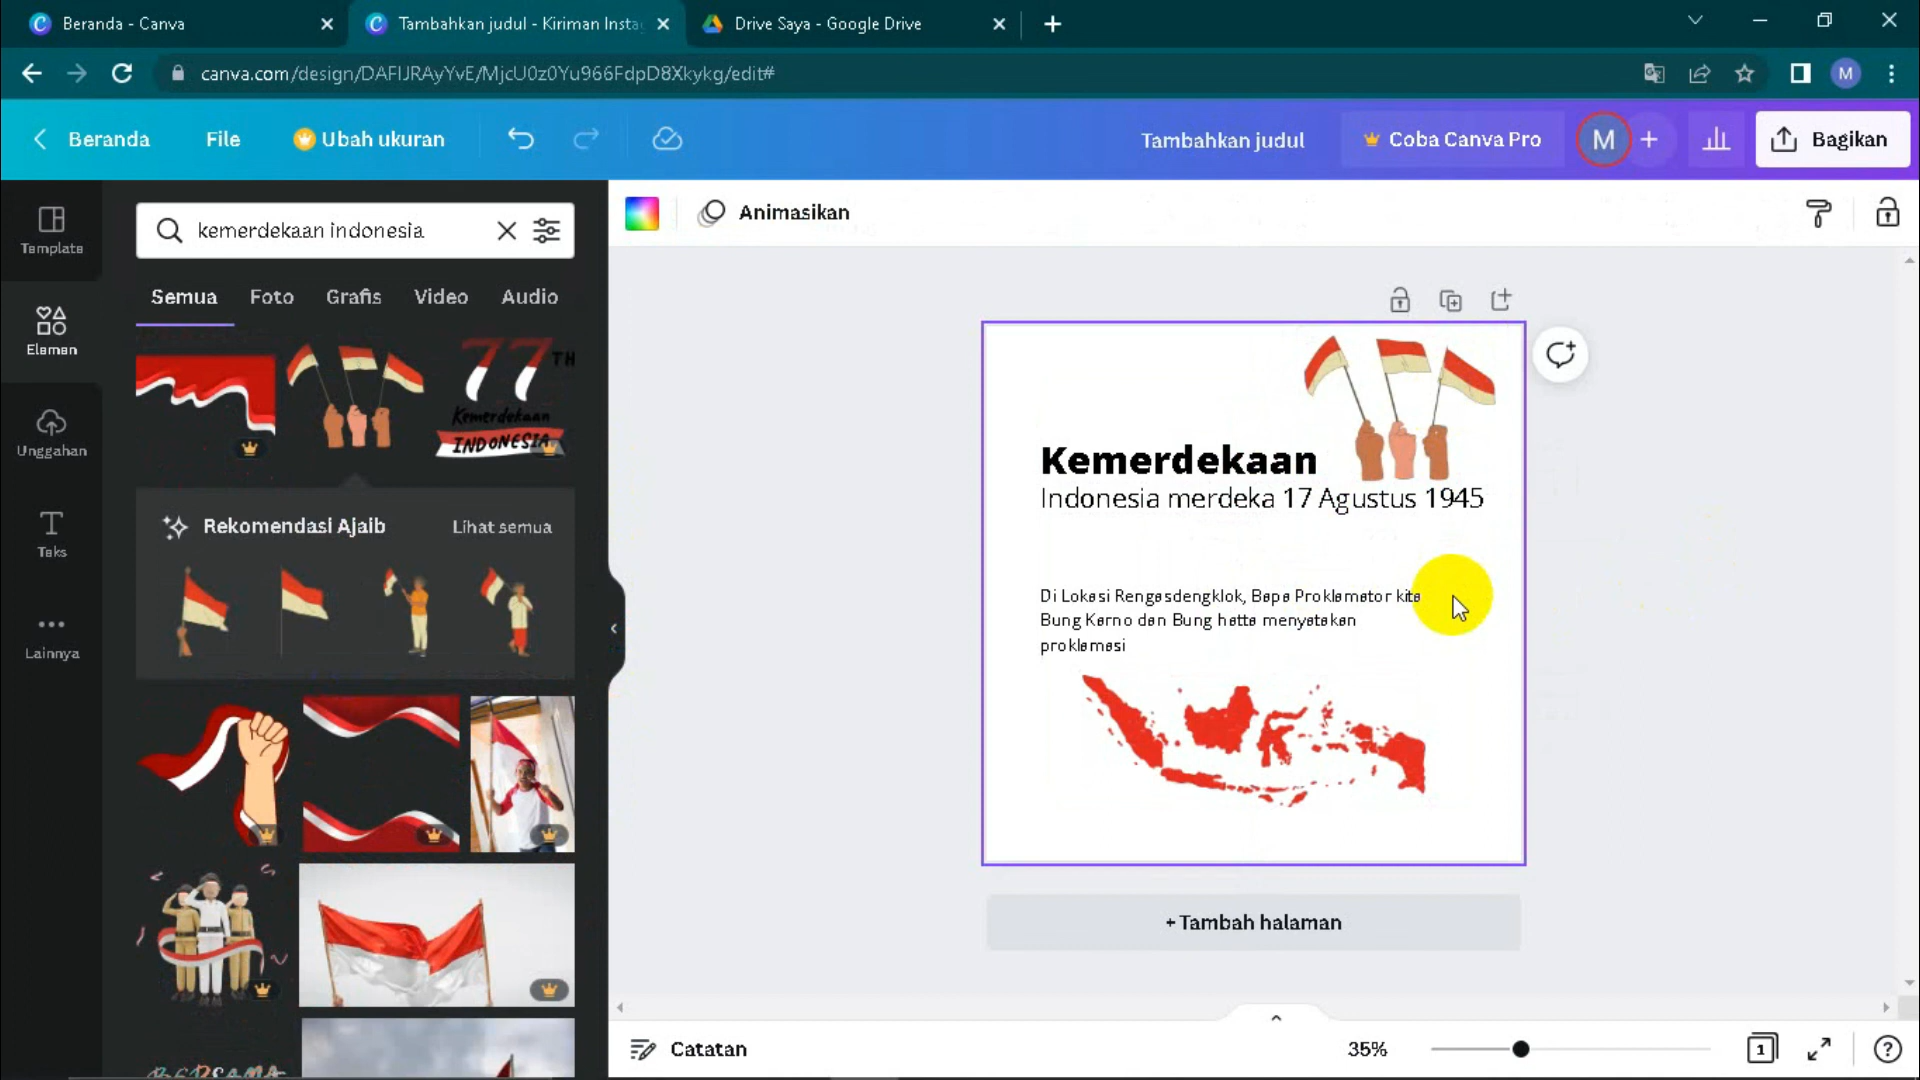 Beranda - Canva
Tambahkan judul - Kiriman Insta
Drive Saya - Google Drive
canva.com/design/DAFIJRAyYvE/MjcU0z0Yu966FdpD8Xkykg/edit#
M
Beranda
File
Ubah ukuran
Tambahkan judul
Coba Canva Pro
M
Bagikan
Template
Elemen
Unggahan
Teks
Lainnya
kemerdekaan indonesia
Semua
Foto
Grafis
Video
Audio
77 TH
Kemerdekaan
INDONESIA
Rekomendasi Ajaib
Lihat semua
BERSAMA
Animasikan
Kemerdekaan
Indonesia merdeka 17 Agustus 1945
Di Lokasi Rengasdengklok, Bapa Proklamator kita
Bung Karno dan Bung hatta menyatakan
proklamasi
+ Tambah halaman
Catatan
35%
1